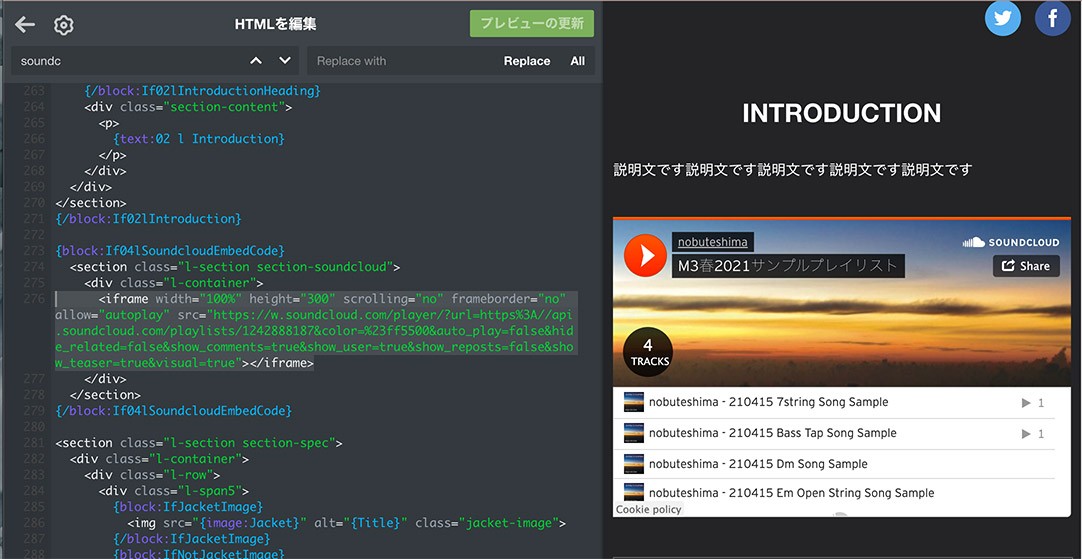 HTMLを編集
プレビューの更新
soundc
Replace with
Replace
All
263 {/block:If02lIntroductionHeading}
264 <div class="section-content">
265 <p>
266 {text:02 l Introduction}
267 </p>
268 </div>
269 </div>
270 </section>
271 {/block:If02lIntroduction}
272
273 {block:If04lSoundcloudEmbedCode}
274 <section class="l-section section-soundcloud">
275 <div class="l-container">
276 <iframe width="100%" height="300" scrolling="no" frameborder="no"
allow="autoplay" src="https://w.soundcloud.com/player/?url=https%3A//api
.soundcloud.com/playlists/1242888187&color=%23ff5500&auto_play=false&hid
e_related=false&show_comments=true&show_user=true&show_reposts=false&sho
w_teaser=true&visual=true"></iframe>
277 </div>
278 </section>
279 {/block:If04lSoundcloudEmbedCode}
280
281 <section class="l-section section-spec">
282 <div class="l-container">
283 <div class="l-row">
284 <div class="l-span5">
285 {block:IfJacketImage}
286 <img src="{image:Jacket}" alt="{Title}" class="jacket-image">
287 {/block:IfJacketImage}
288 {block:IfNotJacketImage}
INTRODUCTION
説明文です説明文です説明文です説明文です説明文です
nobuteshima
SOUNDCLOUD
M3春2021サンプルプレイリスト
Share
4
TRACKS
nobuteshima - 210415 7string Song Sample 1
nobuteshima - 210415 Bass Tap Song Sample 1
nobuteshima - 210415 Dm Song Sample
nobuteshima - 210415 Em Open String Song Sample
Cookie policy